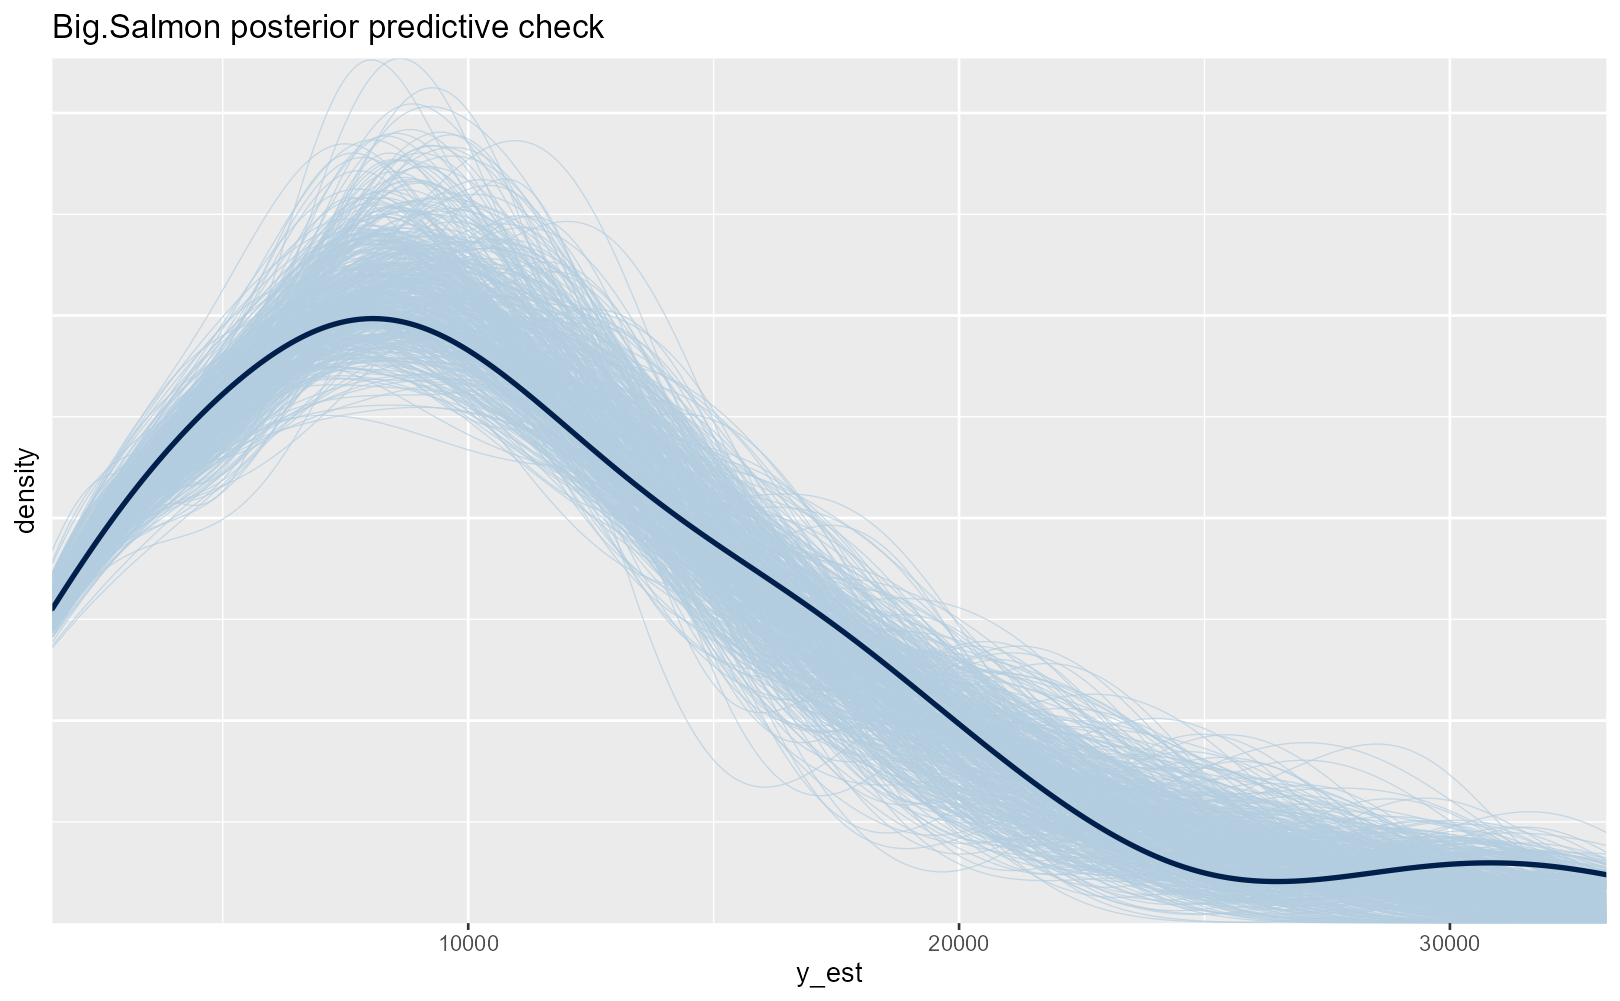 Big.Salmon posterior predictive check
density
10000
20000
30000
y_est